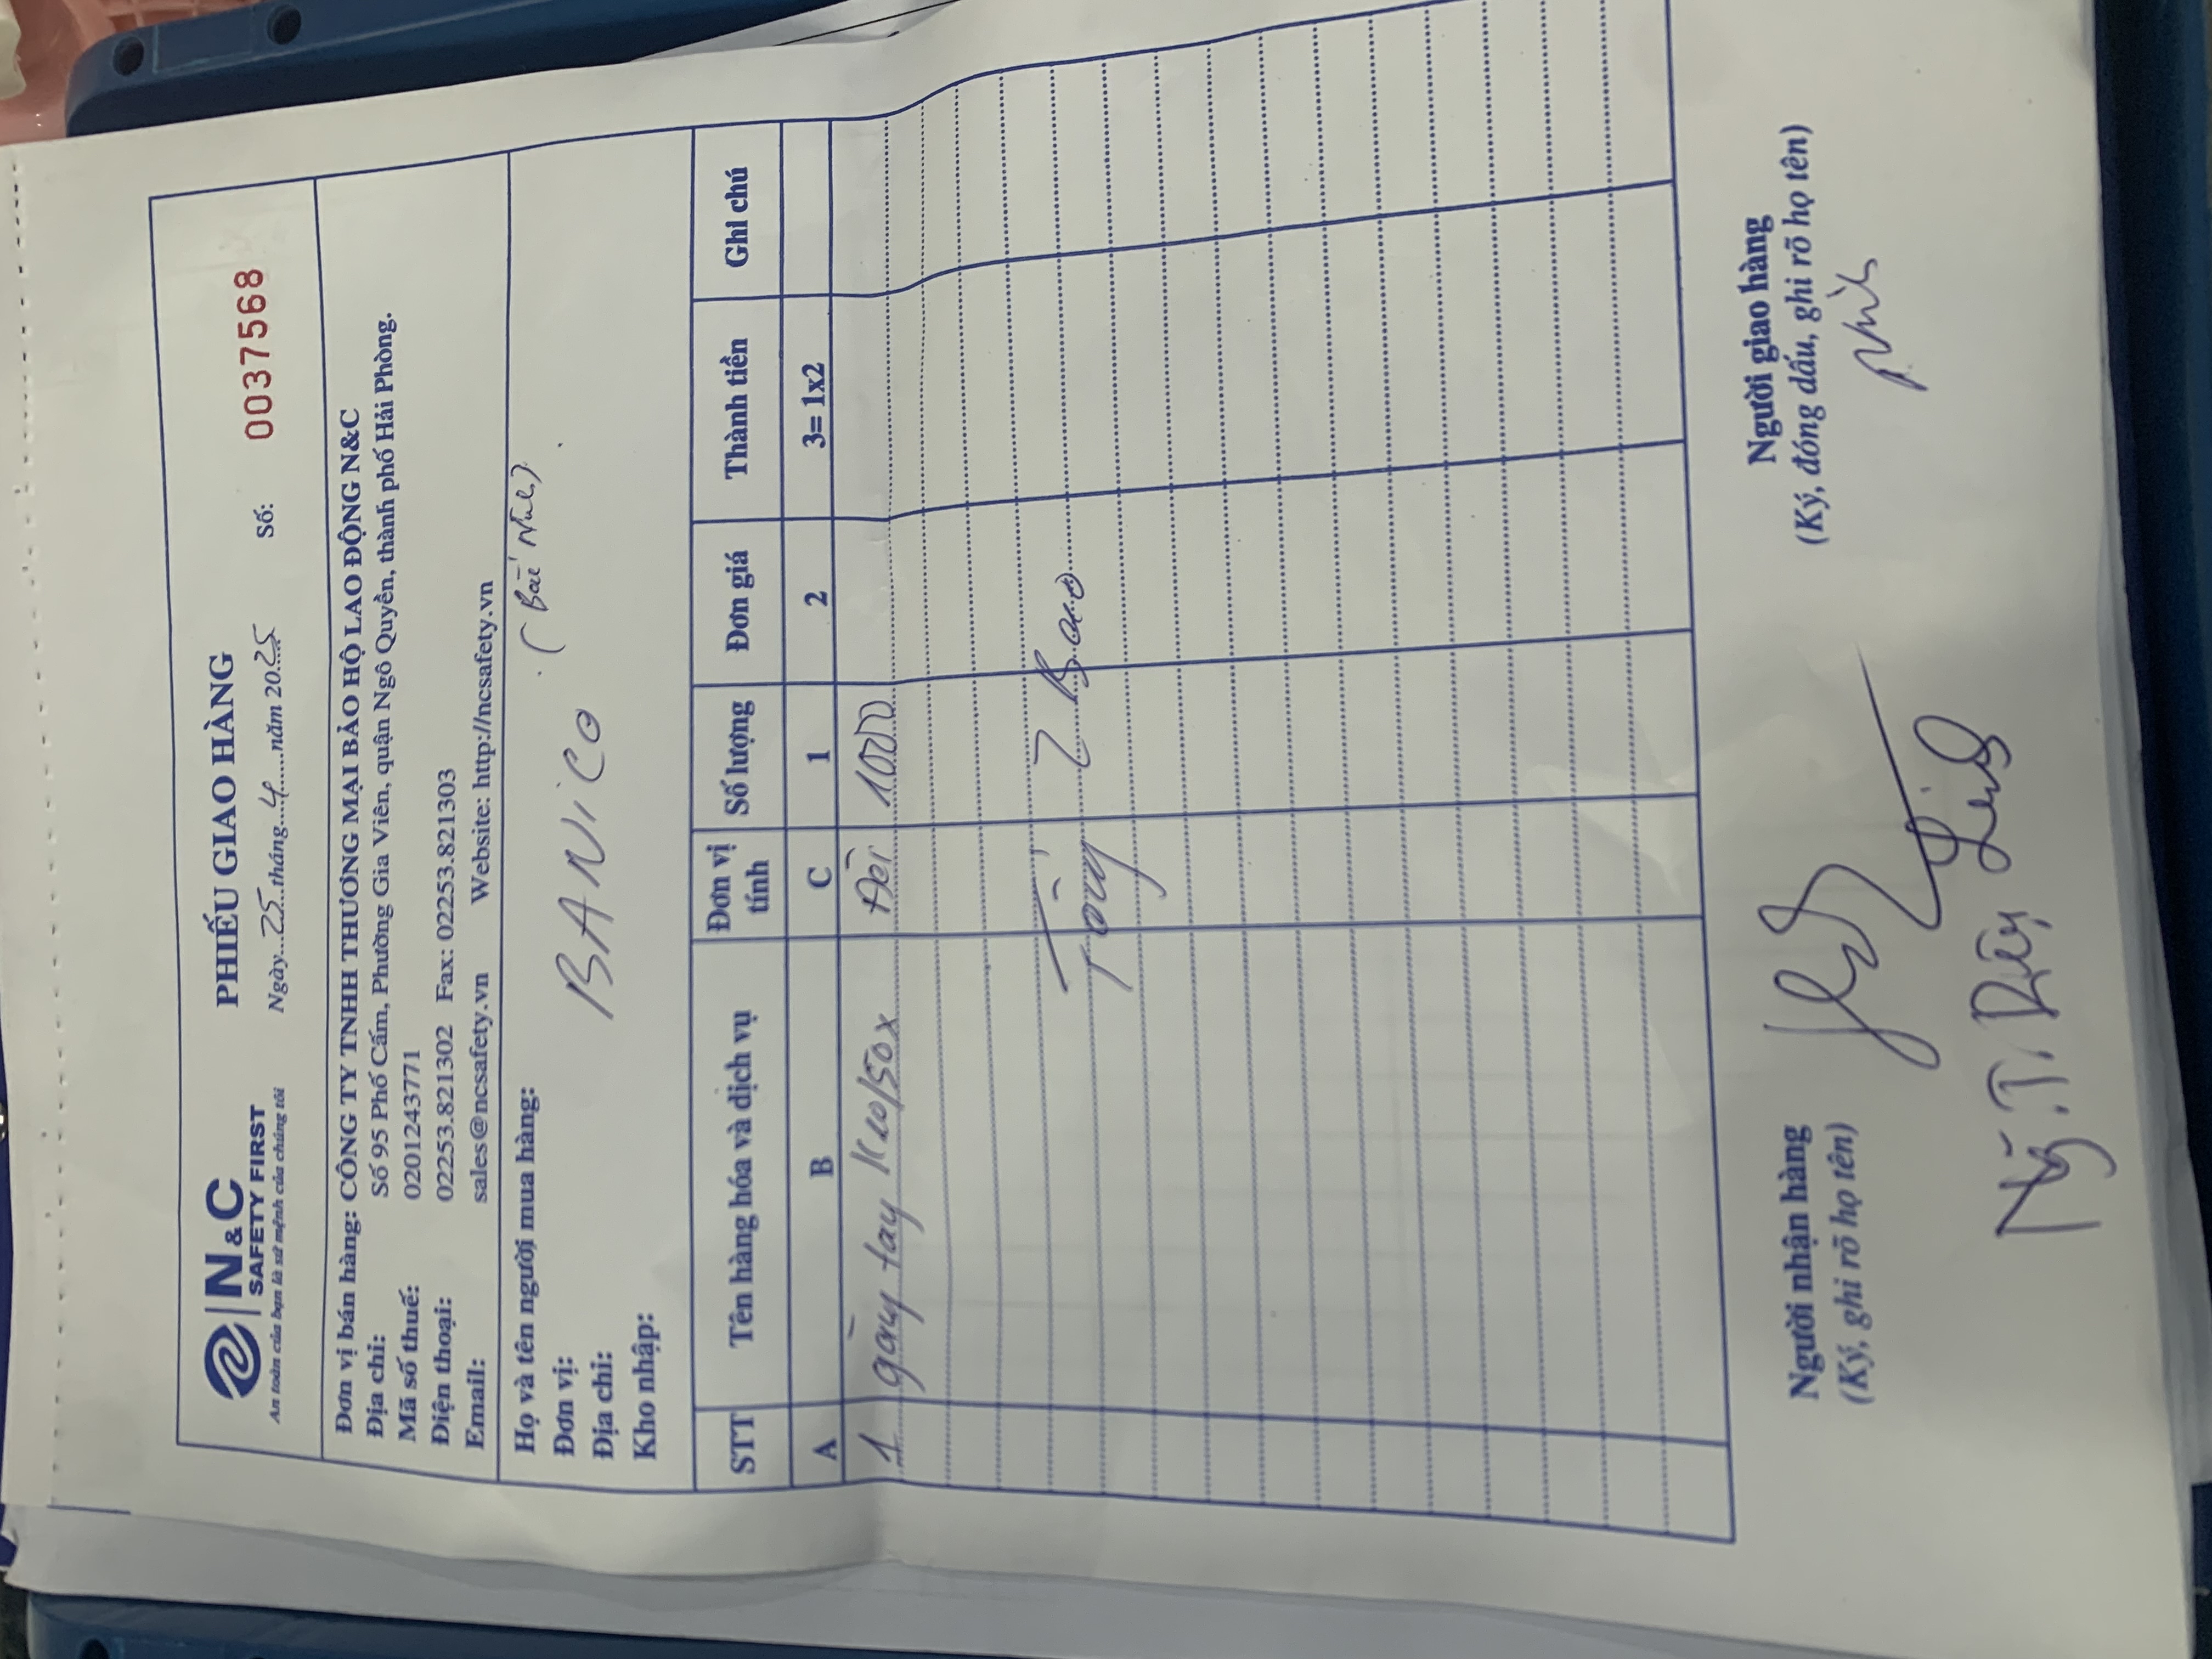 N&C
SAFETY FIRST
An toàn của bạn là sứ mệnh của chúng tôi
PHIẾU GIAO HÀNG
Ngày...25...tháng...4......năm 2025
Số: 0037568
Đơn vị bán hàng: CÔNG TY TNHH THƯƠNG MẠI BẢO HỘ LAO ĐỘNG N&C
Địa chỉ: Số 95 Phố Cấm, Phường Gia Viên, quận Ngô Quyền, thành phố Hải Phòng.
Mã số thuế: 0201243771
Điện thoại: 02253.821302 Fax: 02253.821303
Email: sales@ncsafety.vn Website: http://ncsafety.vn
Họ và tên người mua hàng:
Đơn vị: BANICO
Địa chỉ:
Kho nhập:
STT Tên hàng hóa và dịch vụ Đơn vị tính Số lượng Đơn giá Thành tiền Ghi chú
A B C 1 2 3= 1x2
1 găng tay Đôi 1000
Tổng 2 Bao
Người nhận hàng
(Ký, ghi rõ họ tên)
Người giao hàng
(Ký, đóng dấu, ghi rõ họ tên)